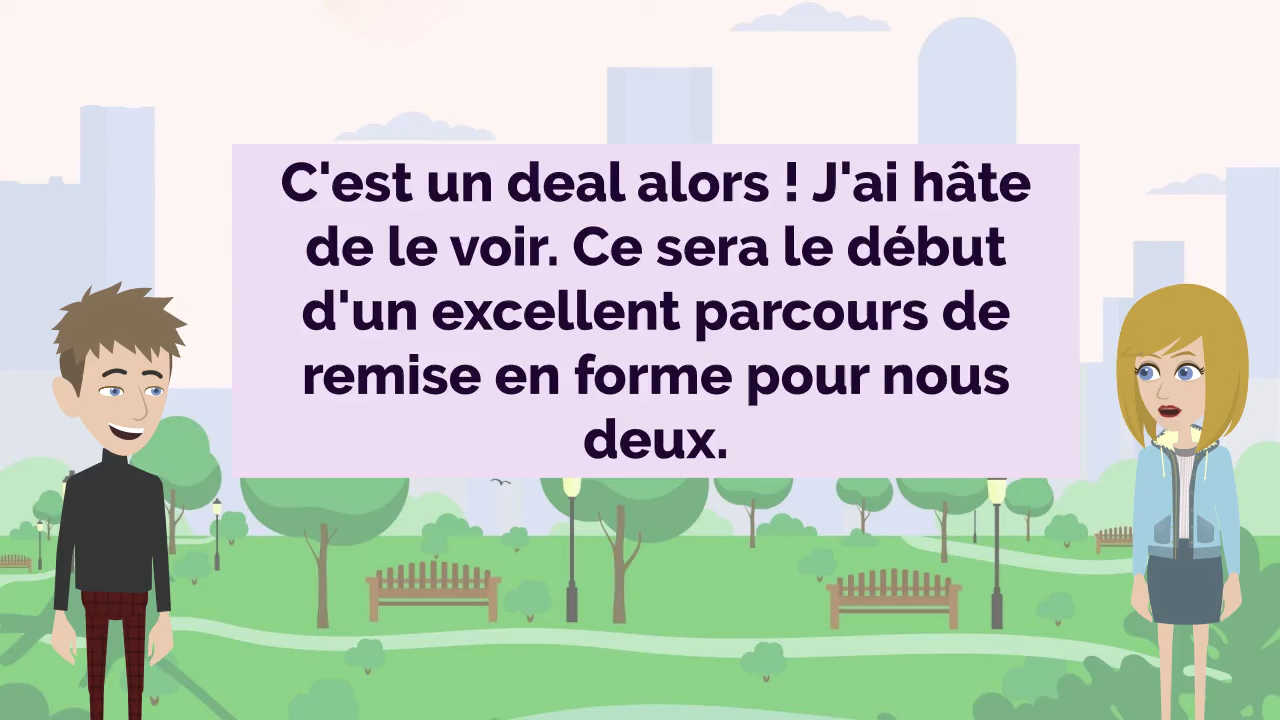 C'est un deal alors ! J'ai hâte
de le voir. Ce sera le début
d'un excellent parcours de
remise en forme pour nous
deux.